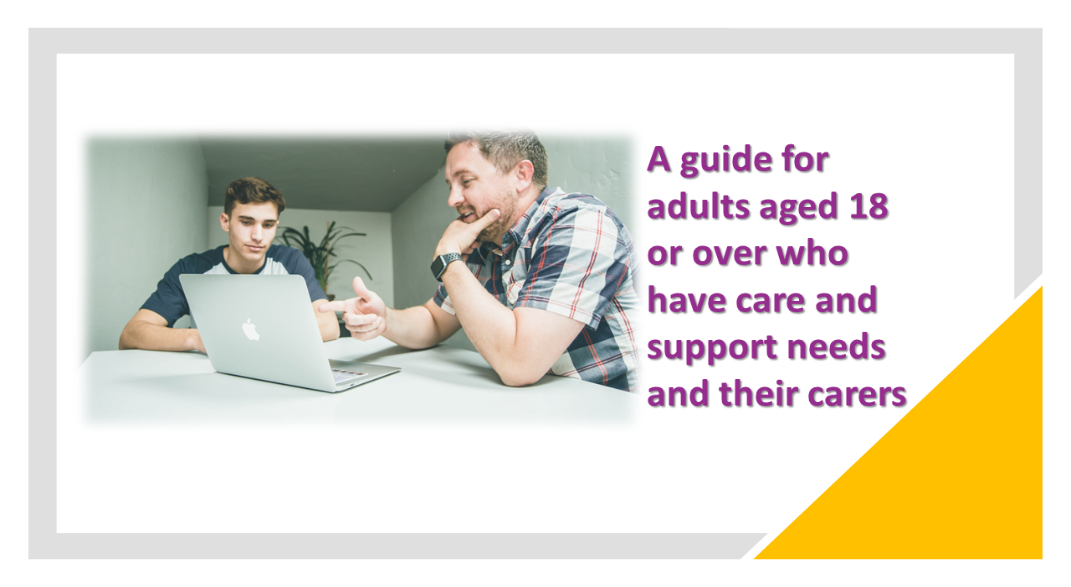 A guide for
adults aged 18
or over who
have care and
support needs
and their carers